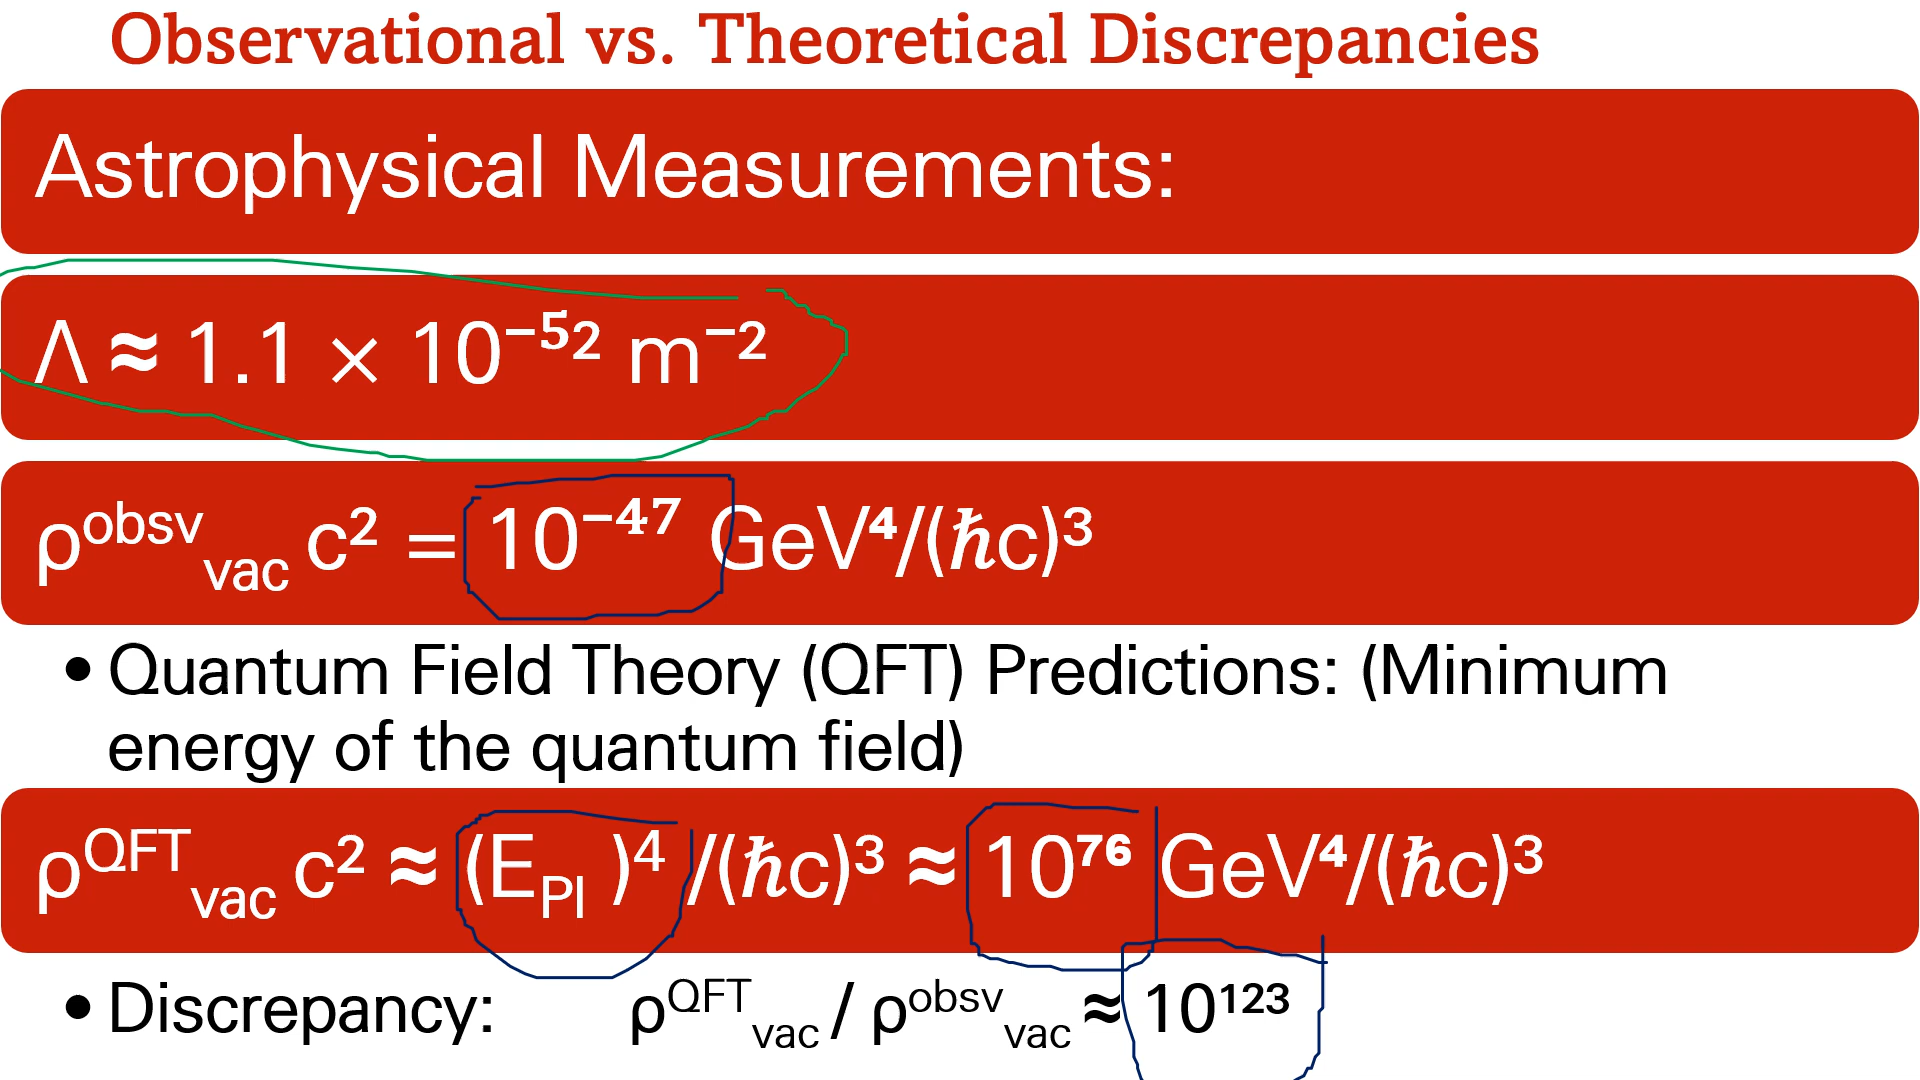 Observational vs. Theoretical Discrepancies
Astrophysical Measurements:
Λ ≈ 1.1 × 10⁻⁵² m⁻²
ρᵒᵇˢᵛ_vac c² = 10⁻⁴⁷ GeV⁴/(ℏc)³
• Quantum Field Theory (QFT) Predictions: (Minimum
energy of the quantum field)
ρ^QFT_vac c² ≈ (E_Pl )⁴ /(ℏc)³ ≈ 10⁷⁶ GeV⁴/(ℏc)³
• Discrepancy: ρ^QFT_vac / ρᵒᵇˢᵛ_vac ≈ 10¹²³